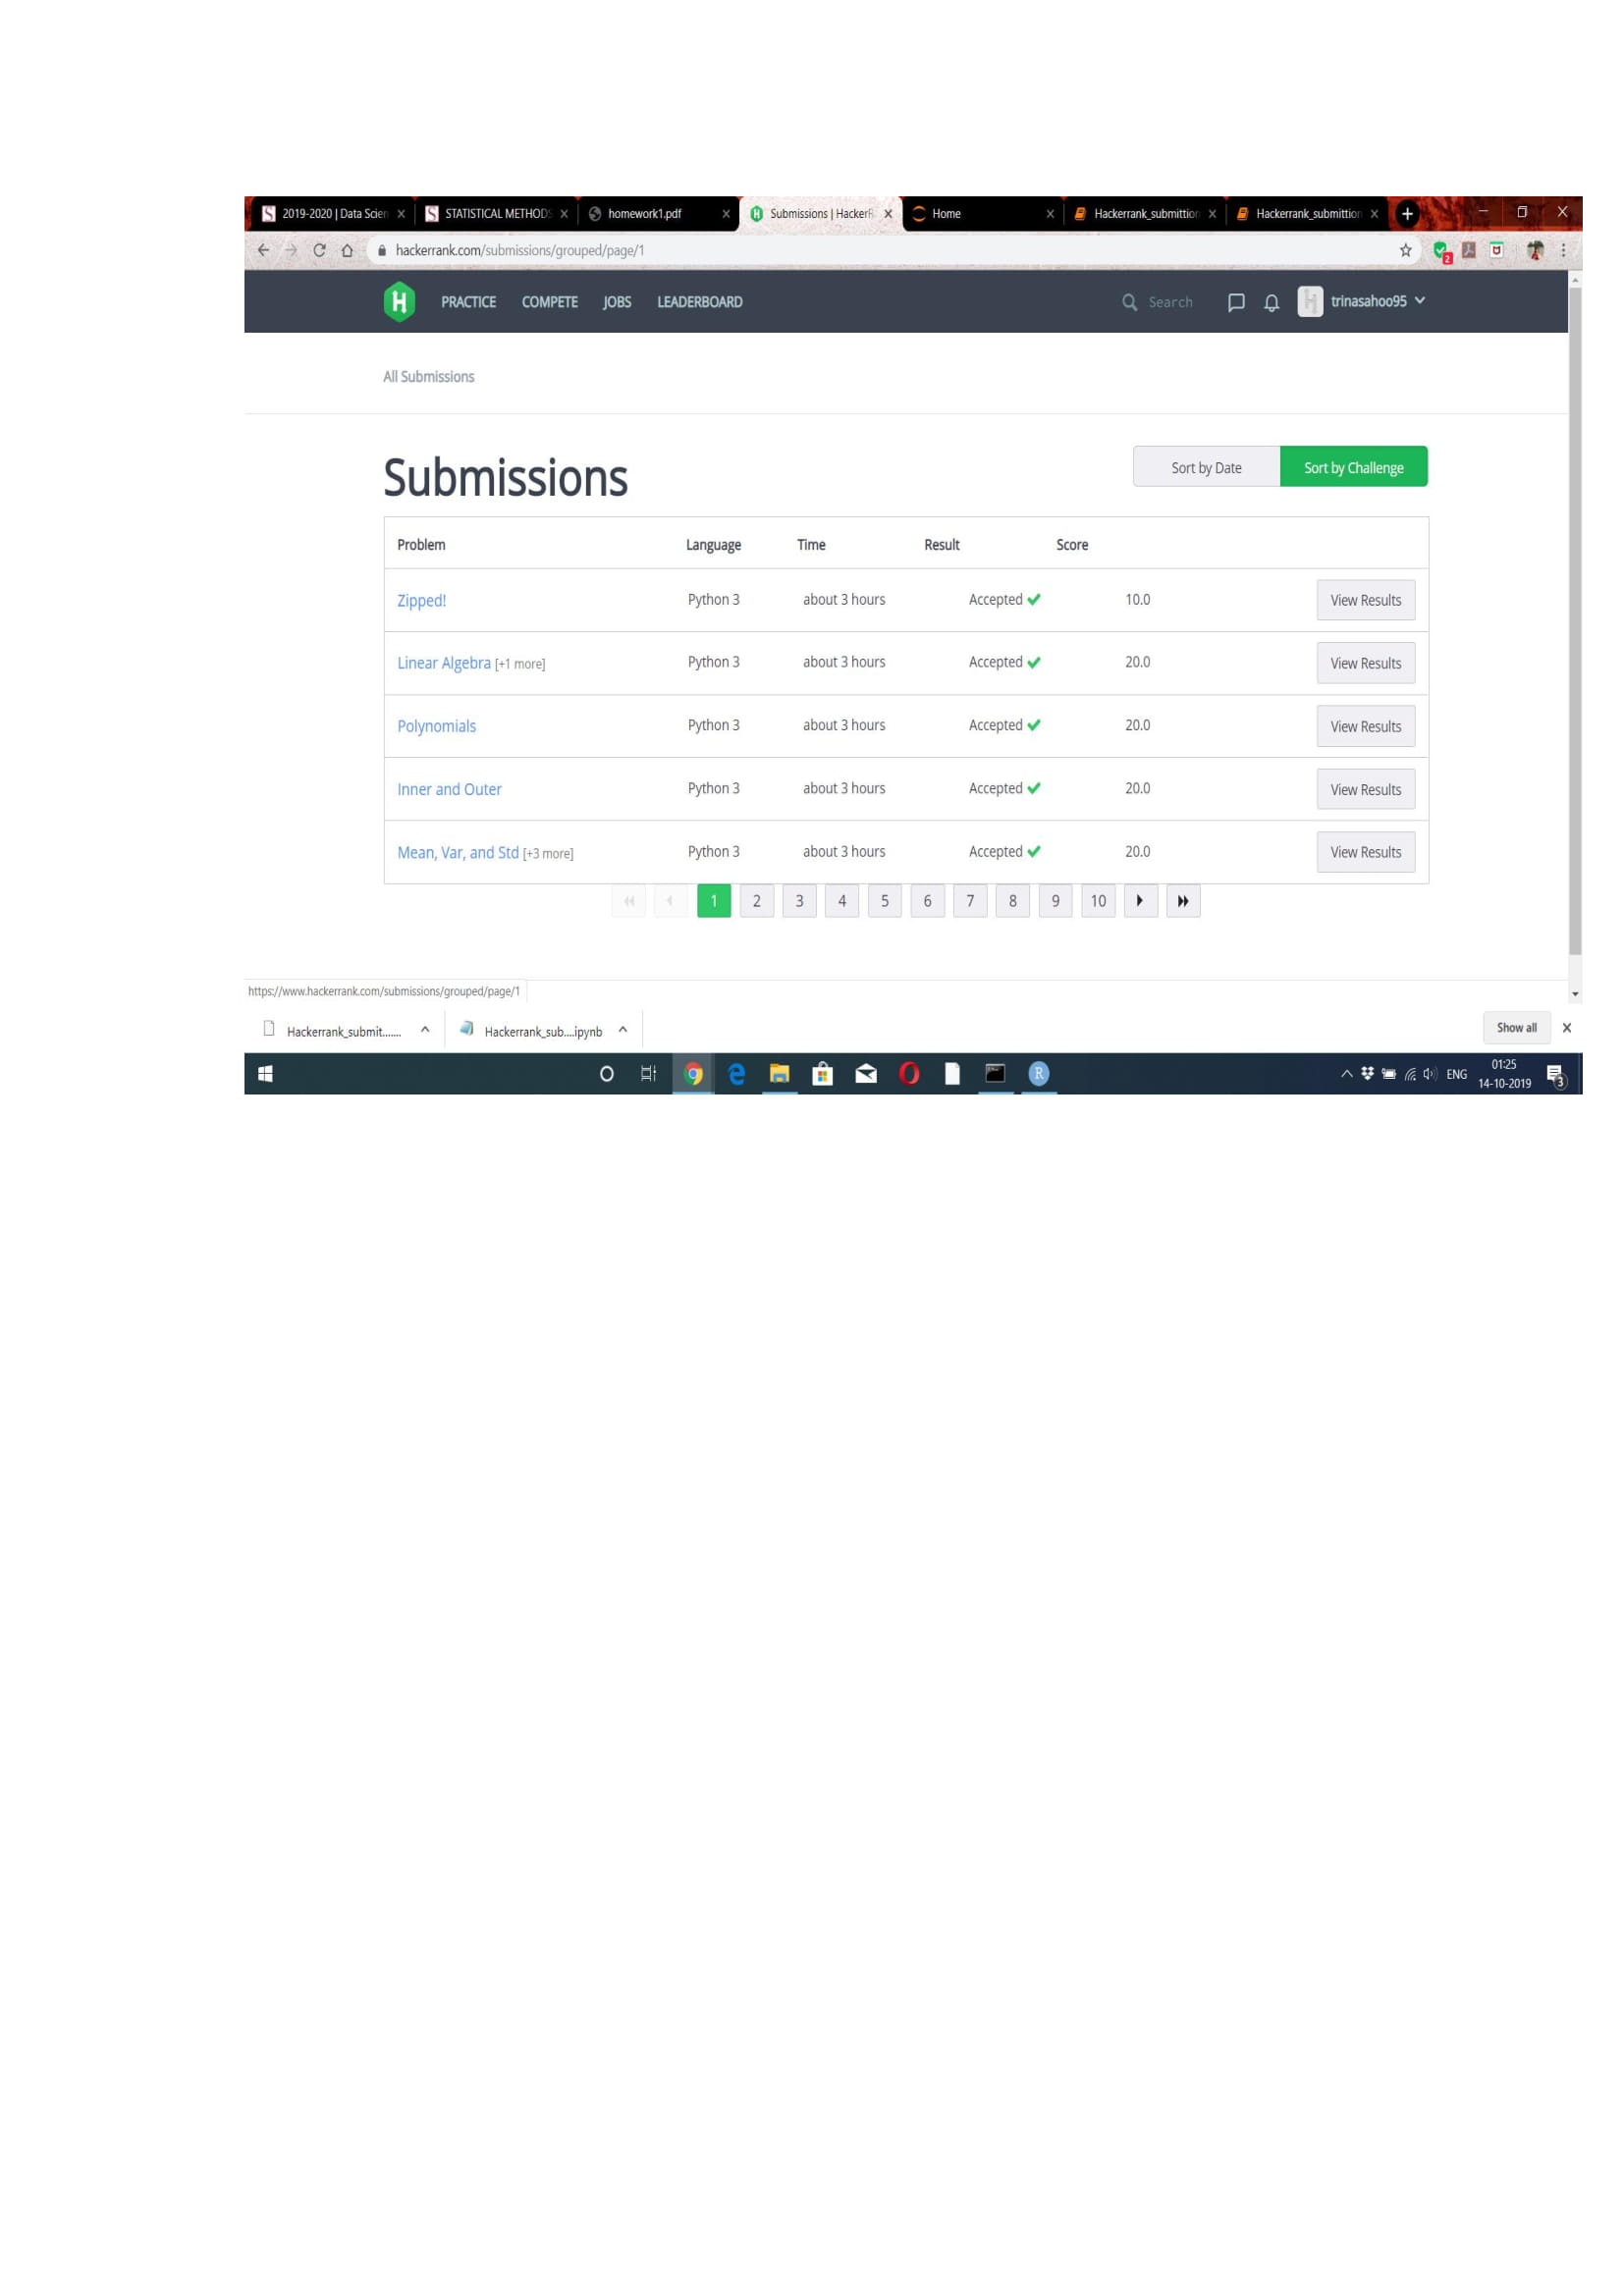 2019-2020 | Data Scien STATISTICAL METHODS homework1.pdf Submissions | HackerR Home Hackerrank_submittion Hackerrank_submittion
hackerrank.com/submissions/grouped/page/1 2
PRACTICE COMPETE JOBS LEADERBOARD Search trinasahoo95
All Submissions
Submissions Sort by Date Sort by Challenge
Problem Language Time Result Score
Zipped! Python 3 about 3 hours Accepted 10.0 View Results
Linear Algebra [+1 more] Python 3 about 3 hours Accepted 20.0 View Results
Polynomials Python 3 about 3 hours Accepted 20.0 View Results
Inner and Outer Python 3 about 3 hours Accepted 20.0 View Results
Mean, Var, and Std [+3 more] Python 3 about 3 hours Accepted 20.0 View Results
1 2 3 4 5 6 7 8 9 10
https://www.hackerrank.com/submissions/grouped/page/1
Hackerrank_submit...... Hackerrank_sub....ipynb Show all
ENG 01:25
14-10-2019 3